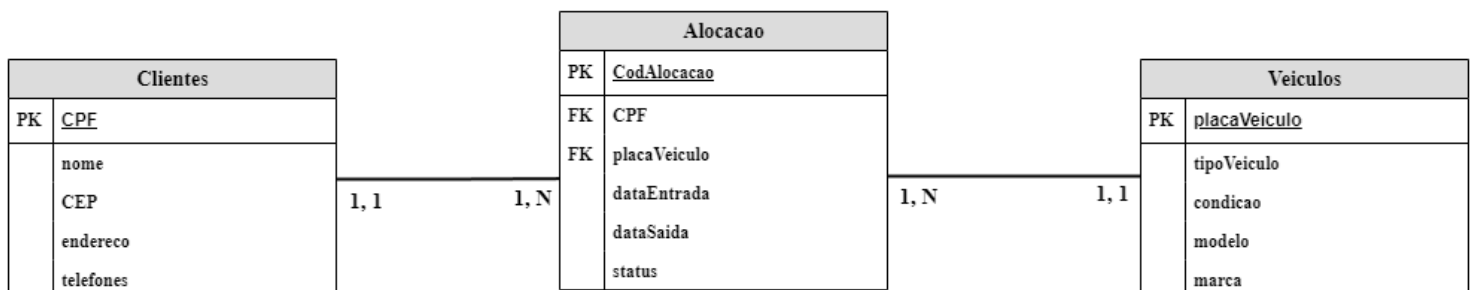 Clientes
PK CPF
nome
CEP
endereco
telefones
1, 1
1, N
Alocacao
PK CodAlocacao
FK CPF
FK placaVeiculo
dataEntrada
dataSaida
status
1, N
1, 1
Veiculos
PK placaVeiculo
tipoVeiculo
condicao
modelo
marca